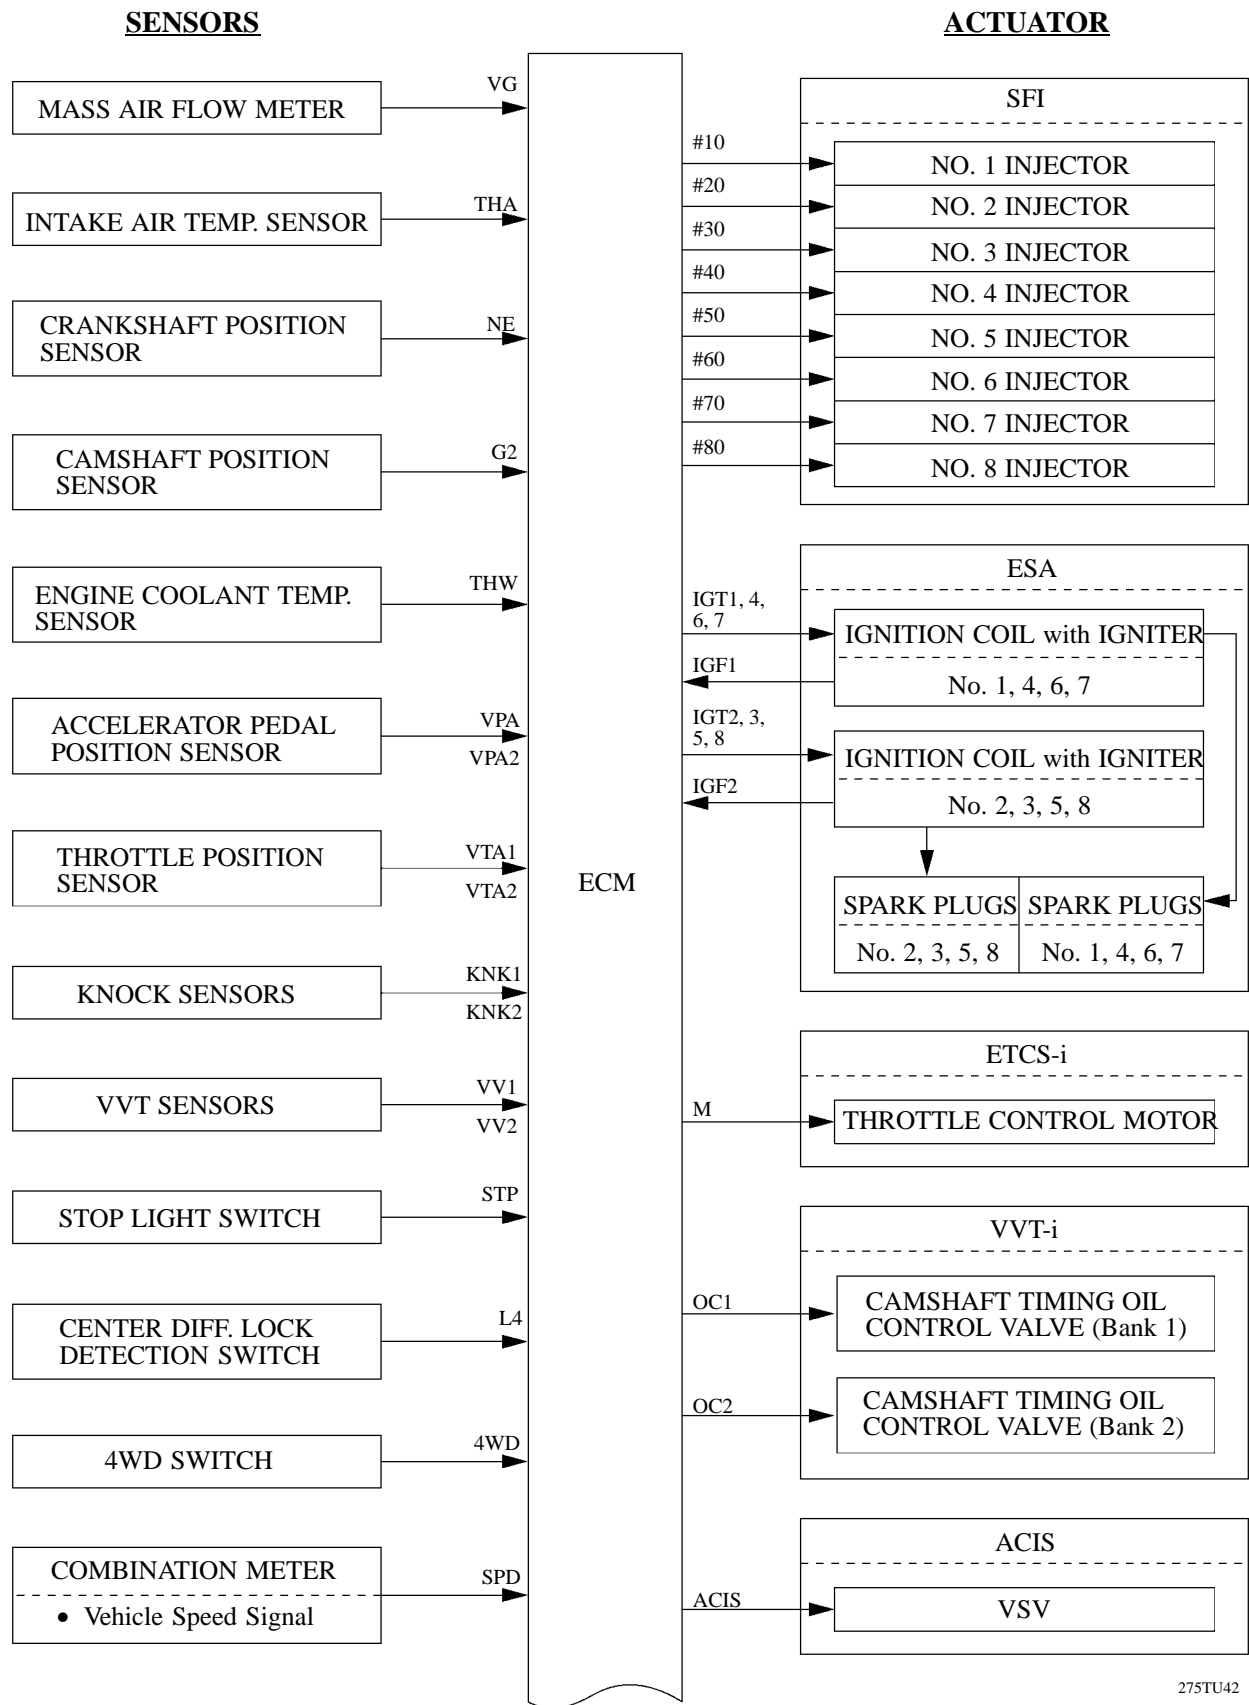 SENSORS
ACTUATOR
MASS AIR FLOW METER
VG
INTAKE AIR TEMP. SENSOR
THA
CRANKSHAFT POSITION
SENSOR
NE
CAMSHAFT POSITION
SENSOR
G2
ENGINE COOLANT TEMP.
SENSOR
THW
ACCELERATOR PEDAL
POSITION SENSOR
VPA
VPA2
THROTTLE POSITION
SENSOR
VTA1
VTA2
KNOCK SENSORS
KNK1
KNK2
VVT SENSORS
VV1
VV2
STOP LIGHT SWITCH
STP
CENTER DIFF. LOCK
DETECTION SWITCH
L4
4WD SWITCH
4WD
COMBINATION METER
• Vehicle Speed Signal
SPD
ECM
SFI
#10
NO. 1 INJECTOR
#20
NO. 2 INJECTOR
#30
NO. 3 INJECTOR
#40
NO. 4 INJECTOR
#50
NO. 5 INJECTOR
#60
NO. 6 INJECTOR
#70
NO. 7 INJECTOR
#80
NO. 8 INJECTOR
ESA
IGT1, 4,
6, 7
IGNITION COIL with IGNITER
IGF1
No. 1, 4, 6, 7
IGT2, 3,
5, 8
IGNITION COIL with IGNITER
IGF2
No. 2, 3, 5, 8
SPARK PLUGS
No. 2, 3, 5, 8
SPARK PLUGS
No. 1, 4, 6, 7
ETCS-i
M
THROTTLE CONTROL MOTOR
VVT-i
OC1
CAMSHAFT TIMING OIL
CONTROL VALVE (Bank 1)
OC2
CAMSHAFT TIMING OIL
CONTROL VALVE (Bank 2)
ACIS
ACIS
VSV
275TU42